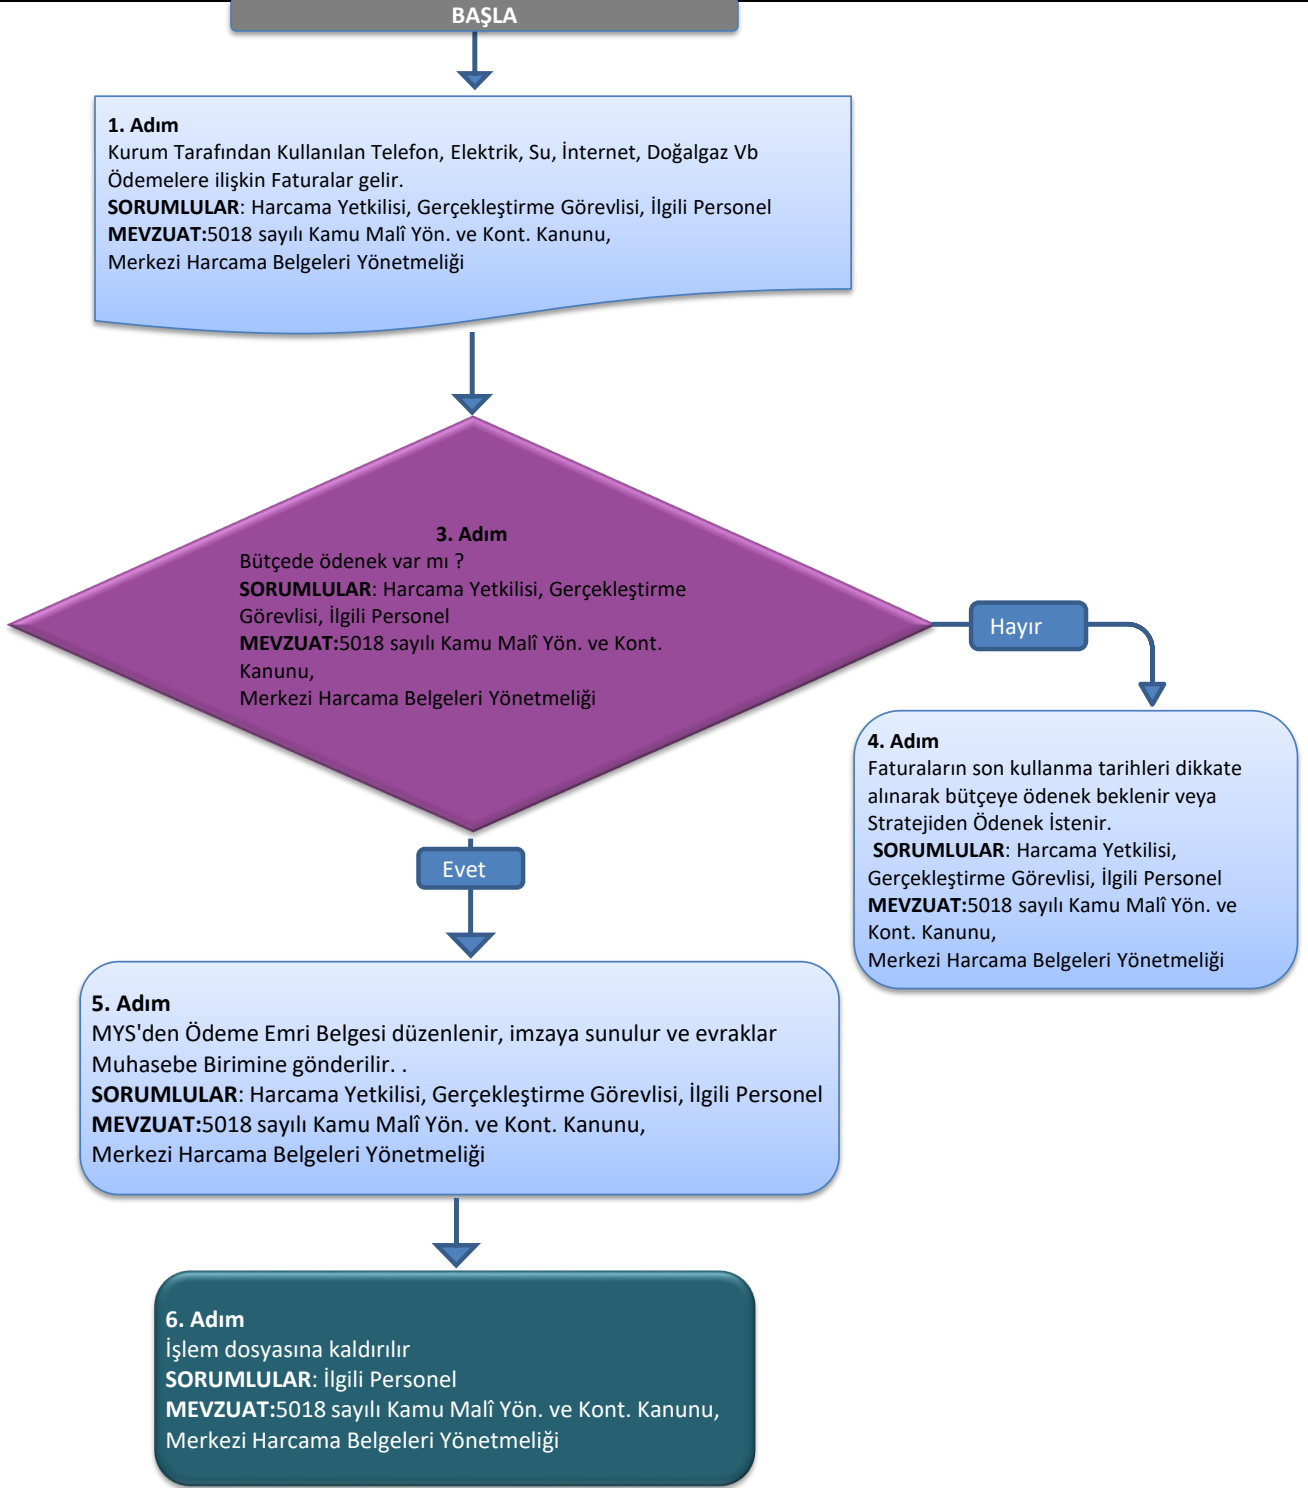 BAŞLA
1. Adım
Kurum Tarafından Kullanılan Telefon, Elektrik, Su, İnternet, Doğalgaz Vb
Ödemelere ilişkin Faturalar gelir.
SORUMLULAR: Harcama Yetkilisi, Gerçekleştirme Görevlisi, İlgili Personel
MEVZUAT:5018 sayılı Kamu Malî Yön. ve Kont. Kanunu,
Merkezi Harcama Belgeleri Yönetmeliği
3. Adım
Bütçede ödenek var mı ?
SORUMLULAR: Harcama Yetkilisi, Gerçekleştirme
Görevlisi, İlgili Personel
MEVZUAT:5018 sayılı Kamu Malî Yön. ve Kont.
Kanunu,
Merkezi Harcama Belgeleri Yönetmeliği
Hayır
4. Adım
Faturaların son kullanma tarihleri dikkate
alınarak bütçeye ödenek beklenir veya
Stratejiden Ödenek İstenir.
SORUMLULAR: Harcama Yetkilisi,
Gerçekleştirme Görevlisi, İlgili Personel
MEVZUAT:5018 sayılı Kamu Malî Yön. ve
Kont. Kanunu,
Merkezi Harcama Belgeleri Yönetmeliği
Evet
5. Adım
MYS'den Ödeme Emri Belgesi düzenlenir, imzaya sunulur ve evraklar
Muhasebe Birimine gönderilir. .
SORUMLULAR: Harcama Yetkilisi, Gerçekleştirme Görevlisi, İlgili Personel
MEVZUAT:5018 sayılı Kamu Malî Yön. ve Kont. Kanunu,
Merkezi Harcama Belgeleri Yönetmeliği
6. Adım
İşlem dosyasına kaldırılır
SORUMLULAR: İlgili Personel
MEVZUAT:5018 sayılı Kamu Malî Yön. ve Kont. Kanunu,
Merkezi Harcama Belgeleri Yönetmeliği